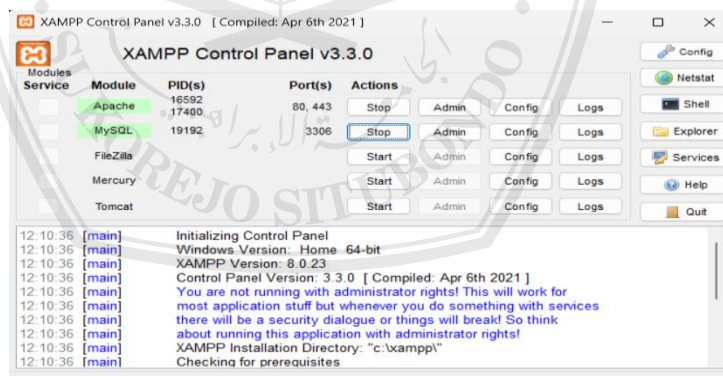 XAMPP Control Panel v3.3.0 [ Compiled: Apr 6th 2021 ]
XAMPP Control Panel v3.3.0
Config
Modules
Service Module PID(s) Port(s) Actions
Netstat
Apache 16592 17400 80, 443 Stop Admin Config Logs
Shell
MySQL 19192 3306 Stop Admin Config Logs
Explorer
FileZilla Start Admin Config Logs
Services
Mercury Start Admin Config Logs
Help
Tomcat Start Admin Config Logs
Quit
12:10:36 [main] Initializing Control Panel
12:10:36 [main] Windows Version: Home 64-bit
12:10:36 [main] XAMPP Version: 8.0.23
12:10:36 [main] Control Panel Version: 3.3.0 [ Compiled: Apr 6th 2021 ]
12:10:36 [main] You are not running with administrator rights! This will work for
12:10:36 [main] most application stuff but whenever you do something with services
12:10:36 [main] there will be a security dialogue or things will break! So think
12:10:36 [main] about running this application with administrator rights!
12:10:36 [main] XAMPP Installation Directory: "c:\xampp\"
12:10:36 [main] Checking for prerequisites
SUKOREJO SITUBONDO